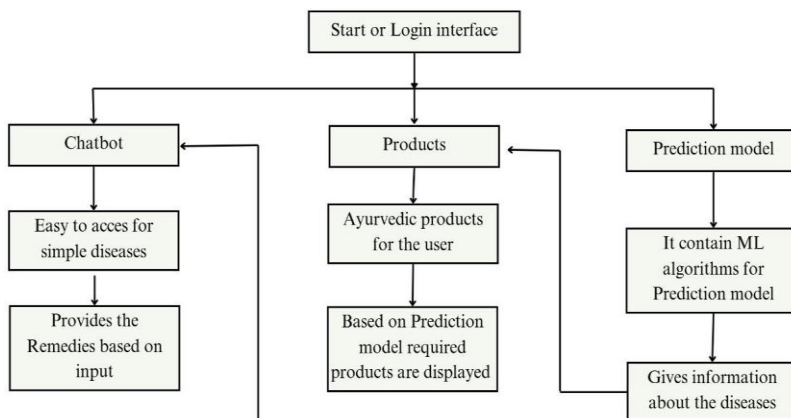 Start or Login interface
Chatbot
Products
Prediction model
Easy to acces for
simple diseases
Ayurvedic products
for the user
It contain ML
algorithms for
Prediction model
Provides the
Remedies based on
input
Based on Prediction
model required
products are displayed
Gives information
about the diseases